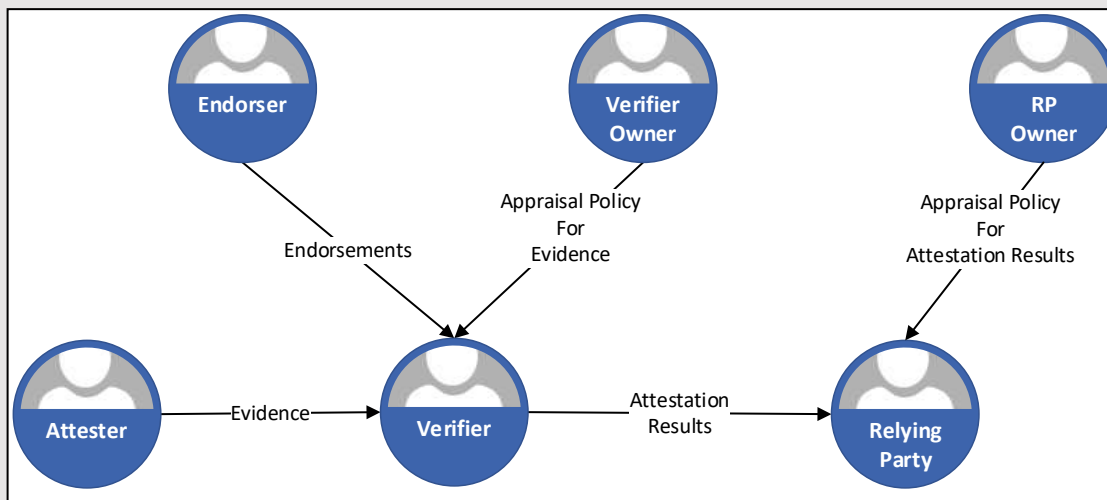 Endorser
Verifier
Owner
RP
Owner
Endorsements
Appraisal Policy
For
Evidence
Appraisal Policy
For
Attestation Results
Attester
Evidence
Verifier
Attestation
Results
Relying
Party